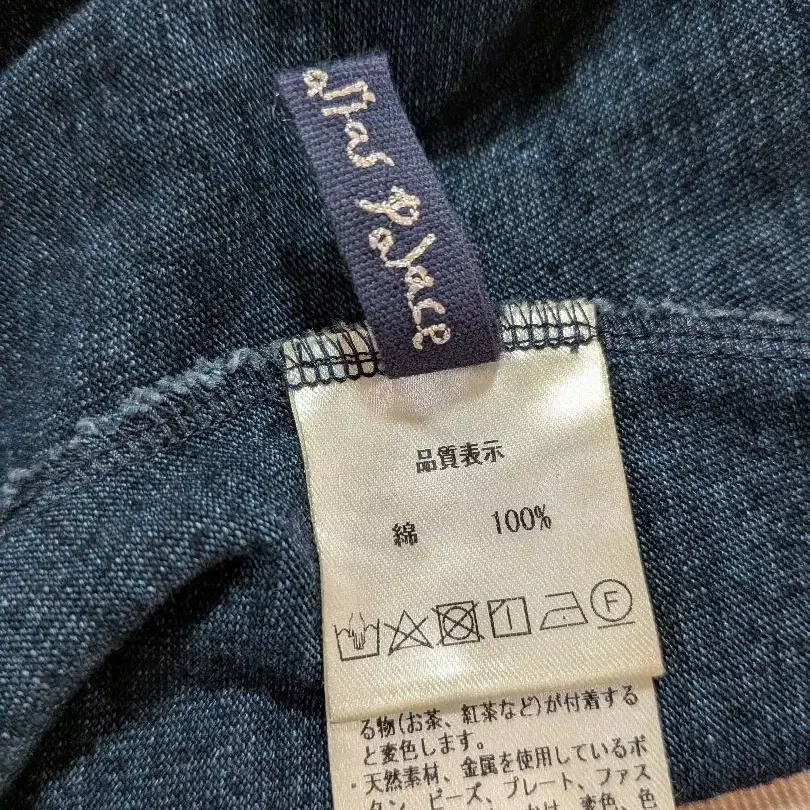 allas Palace
品質表示
綿 100%
F
る物(お茶、紅茶など)が付着する
と変色します。
・天然素材、金属を使用しているボ
タン、ビーズ、プレート、ファス